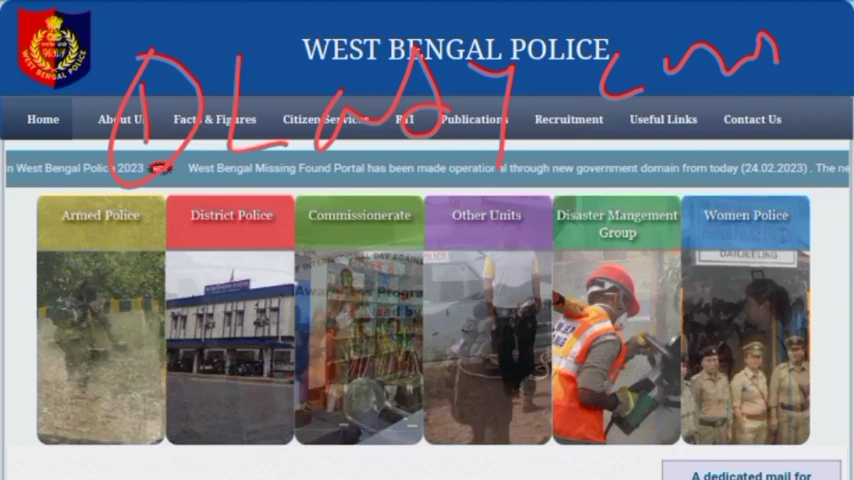 WEST BENGAL POLICE
WEST BENGAL POLICE
Home About Us Facts & Figures Citizen Services RTI Publications Recruitment Useful Links Contact Us
n West Bengal Police 2023 West Bengal Missing Found Portal has been made operational through new government domain from today (24.02.2023) . The ne
Armed Police District Police Commissionerate Other Units Disaster Mangement Group Women Police
POLICE
DARJEELING
A dedicated mail for